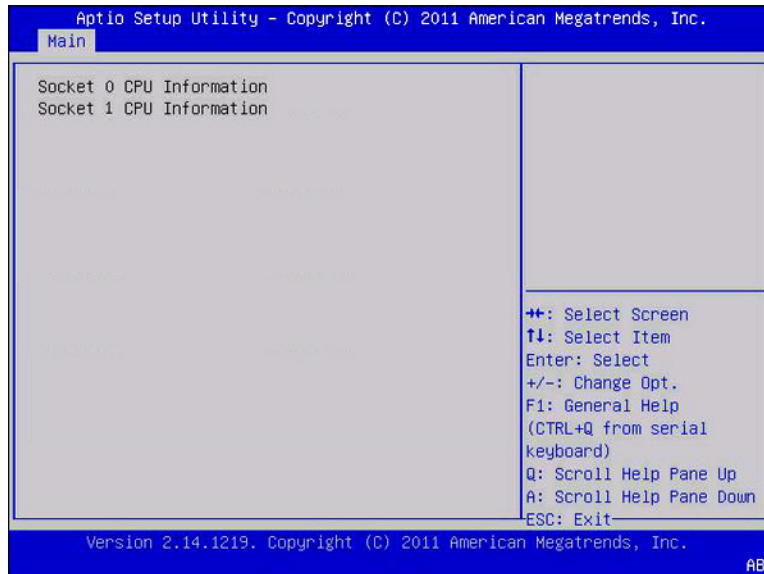 Aptio Setup Utility – Copyright (C) 2011 American Megatrends, Inc.
Main
Socket 0 CPU Information
Socket 1 CPU Information
→←: Select Screen
↑↓: Select Item
Enter: Select
+/-: Change Opt.
F1: General Help
(CTRL+Q from serial
keyboard)
Q: Scroll Help Pane Up
A: Scroll Help Pane Down
ESC: Exit
Version 2.14.1219. Copyright (C) 2011 American Megatrends, Inc.
AB